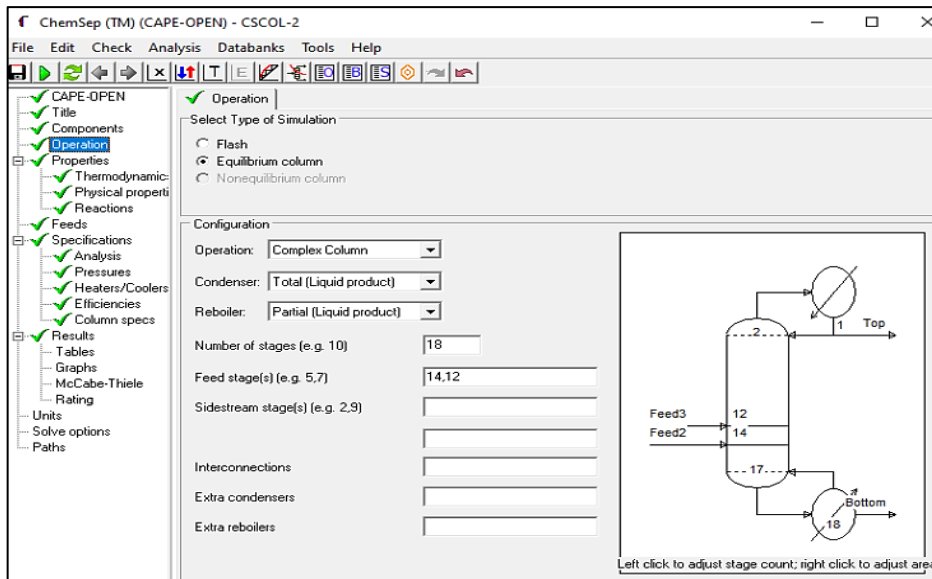 ChemSep (TM) (CAPE-OPEN) - CSCOL-2
File Edit Check Analysis Databanks Tools Help
CAPE-OPEN
Title
Components
Operation
Properties
Thermodynamic
Physical properti
Reactions
Feeds
Specifications
Analysis
Pressures
Heaters/Coolers
Efficiencies
Column specs
Results
Tables
Graphs
McCabe-Thiele
Rating
Units
Solve options
Paths
Operation
Select Type of Simulation
Flash
Equilibrium column
Nonequilibrium column
Configuration
Operation: Complex Column
Condenser: Total (Liquid product)
Reboiler: Partial (Liquid product)
Number of stages (e.g. 10) 18
Feed stage(s) (e.g. 5,7) 14,12
Sidestream stage(s) (e.g. 2,9)
Interconnections
Extra condensers
Extra reboilers
1 Top
2
Feed3 12
Feed2 14
17
Bottom
18
Left click to adjust stage count; right click to adjust area